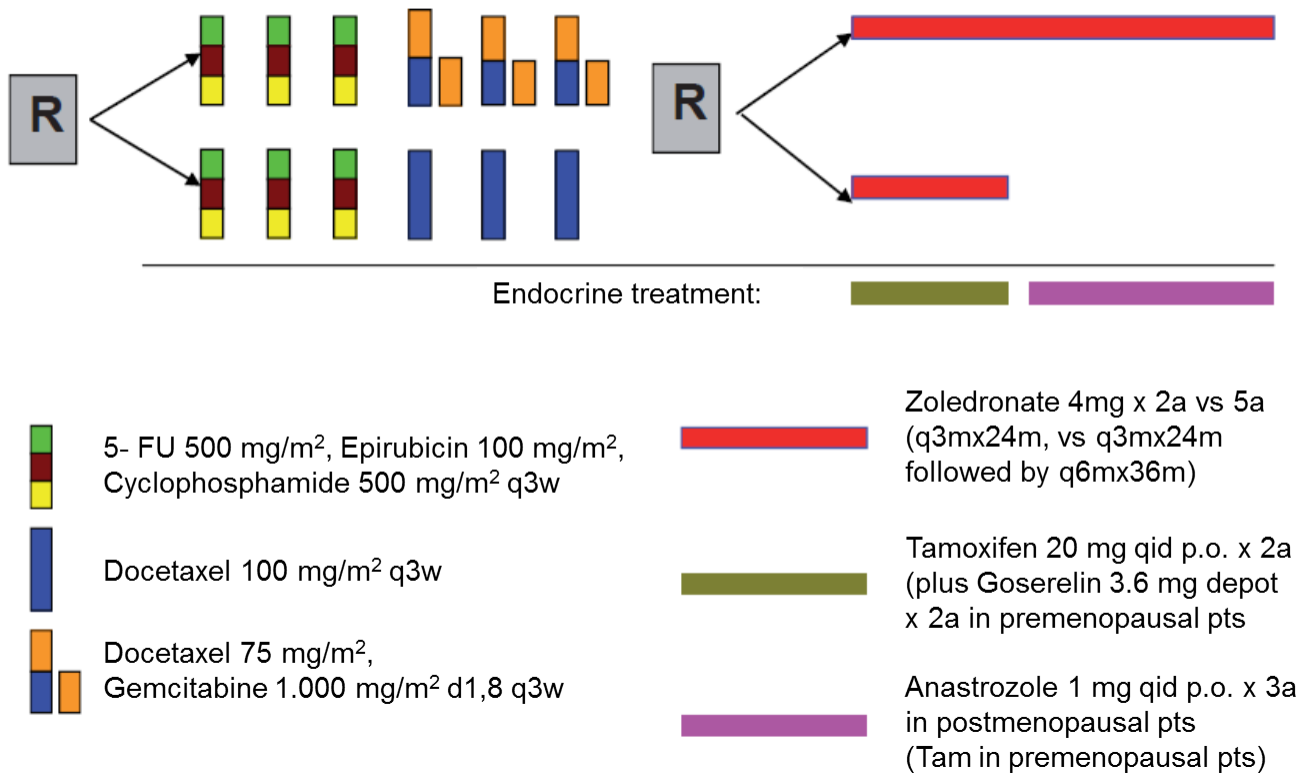 R
R
Endocrine treatment:
5- FU 500 mg/m², Epirubicin 100 mg/m²,
Cyclophosphamide 500 mg/m² q3w
Docetaxel 100 mg/m² q3w
Docetaxel 75 mg/m²,
Gemcitabine 1.000 mg/m² d1,8 q3w
Zoledronate 4mg x 2a vs 5a
(q3mx24m, vs q3mx24m
followed by q6mx36m)
Tamoxifen 20 mg qid p.o. x 2a
(plus Goserelin 3.6 mg depot
x 2a in premenopausal pts
Anastrozole 1 mg qid p.o. x 3a
in postmenopausal pts
(Tam in premenopausal pts)